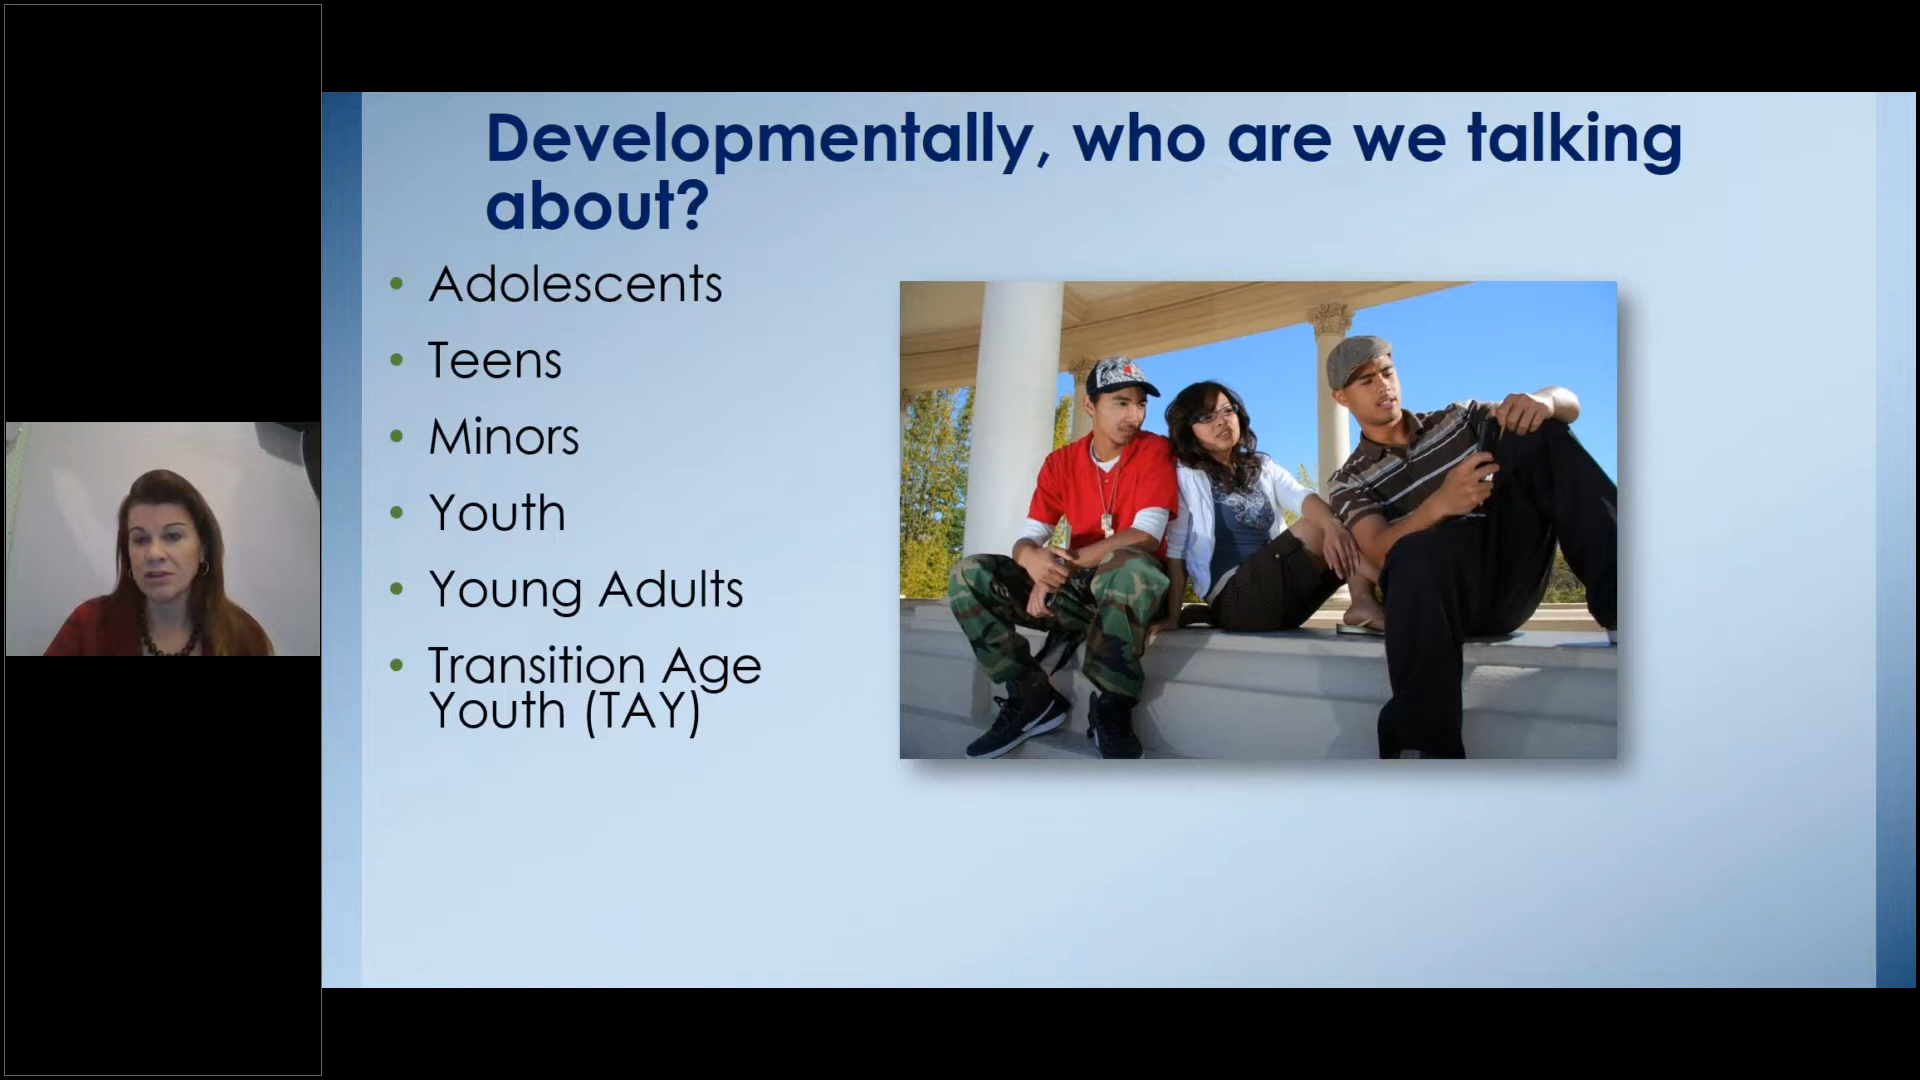 Developmentally, who are we talking
about?
• Adolescents
• Teens
• Minors
• Youth
• Young Adults
• Transition Age
Youth (TAY)